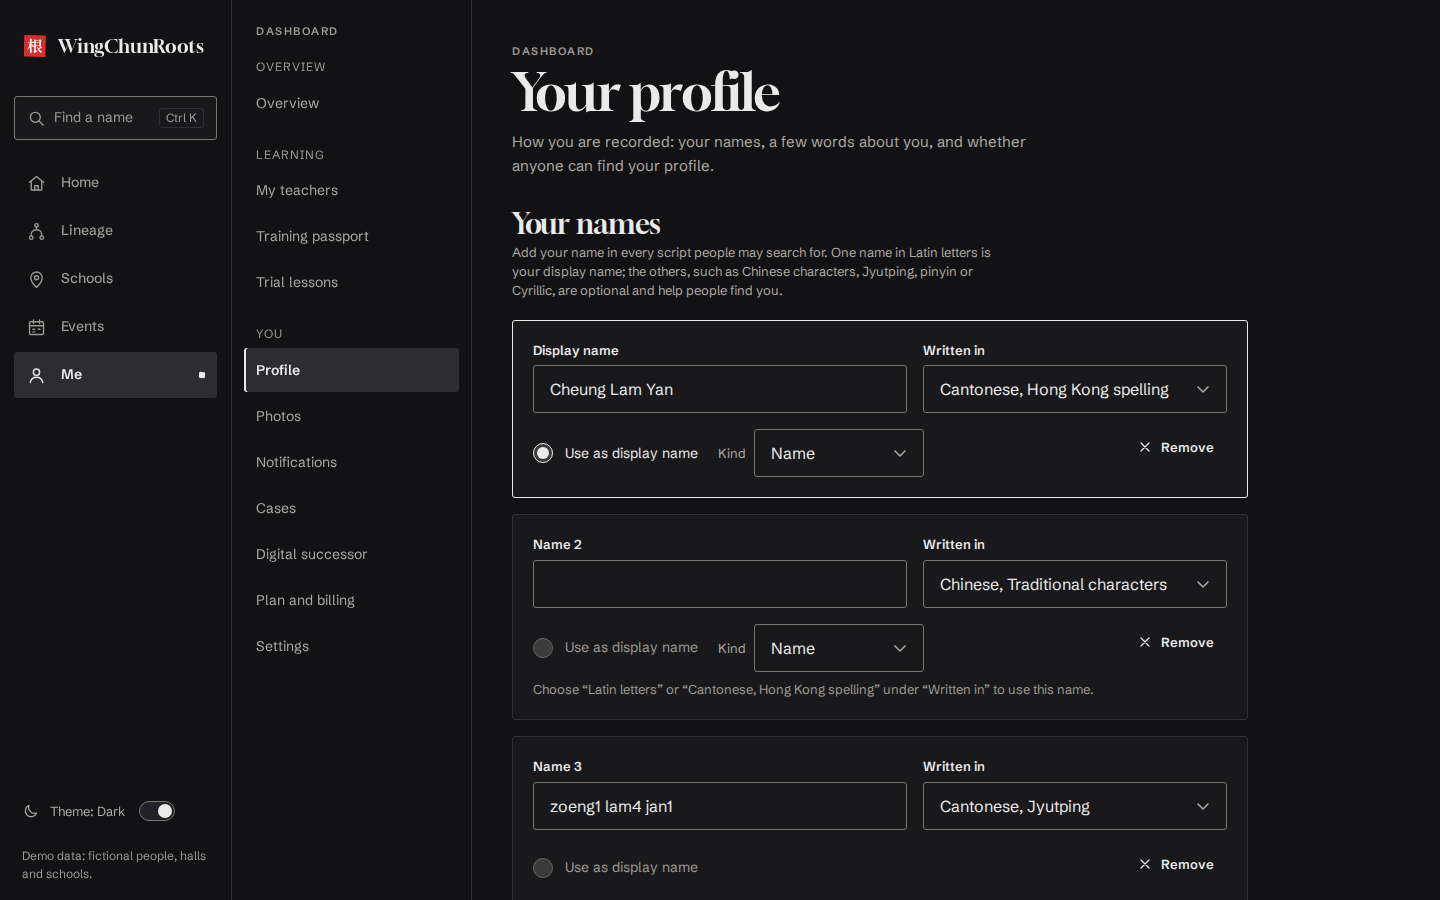 根 WingChunRoots
Find a name Ctrl K
Home
Lineage
Schools
Events
Me
Theme: Dark
Demo data: fictional people, halls
and schools.
DASHBOARD
OVERVIEW
Overview
LEARNING
My teachers
Training passport
Trial lessons
YOU
Profile
Photos
Notifications
Cases
Digital successor
Plan and billing
Settings
DASHBOARD
Your profile
How you are recorded: your names, a few words about you, and whether
anyone can find your profile.
Your names
Add your name in every script people may search for. One name in Latin letters is
your display name; the others, such as Chinese characters, Jyutping, pinyin or
Cyrillic, are optional and help people find you.
Display name Written in
Cheung Lam Yan Cantonese, Hong Kong spelling
Use as display name Kind Name Remove
Name 2 Written in
Chinese, Traditional characters
Use as display name Kind Name Remove
Choose “Latin letters” or “Cantonese, Hong Kong spelling” under “Written in” to use this name.
Name 3 Written in
zoeng1 lam4 jan1 Cantonese, Jyutping
Use as display name Remove